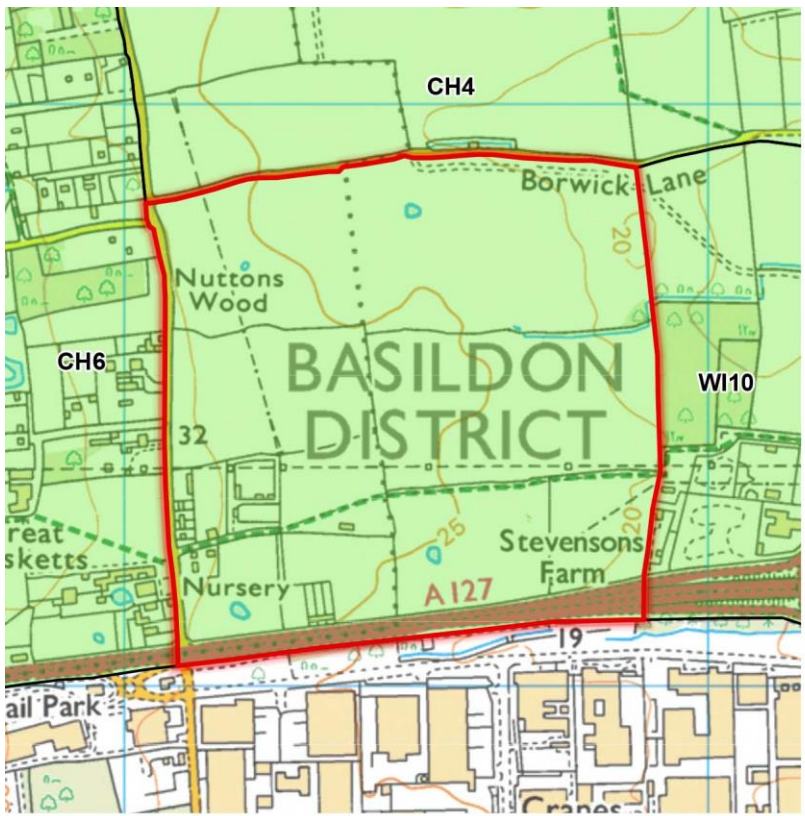 CH4
Borwick Lane
20
Nuttons
Wood
CH6
BASILDON
DISTRICT
WI10
32
reat
sketts
25
20
Stevensons
Farm
Nursery
A 127
19
ail Park
Cranes